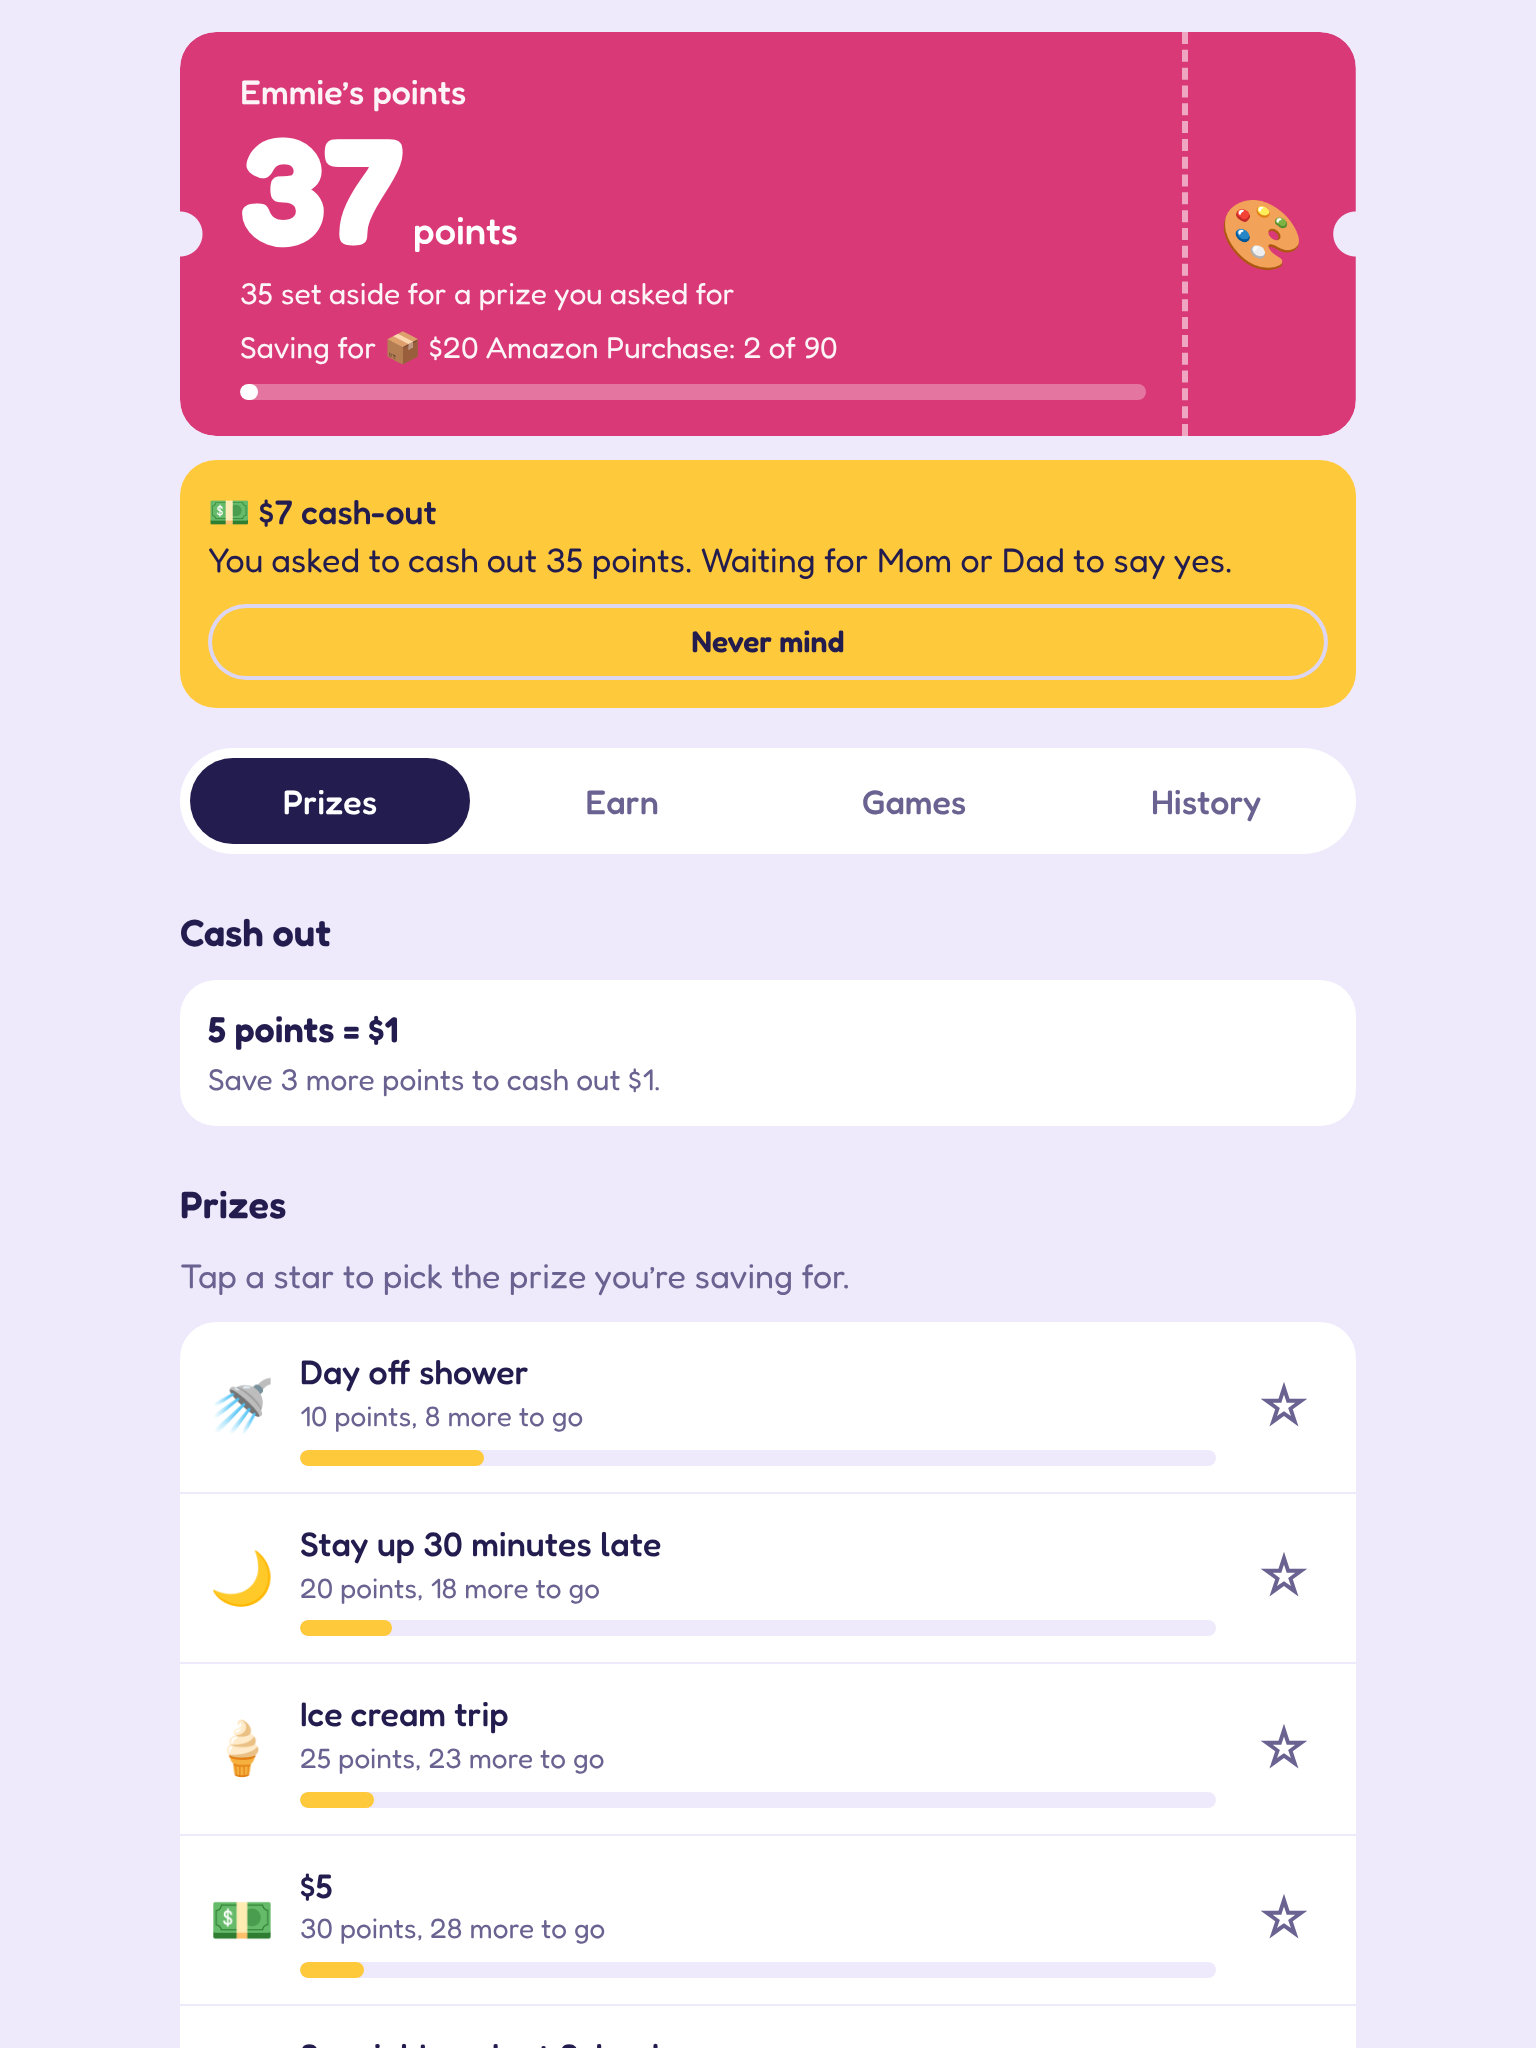 Emmie’s points
37 points
35 set aside for a prize you asked for
Saving for 📦 $20 Amazon Purchase: 2 of 90
💵 $7 cash-out
You asked to cash out 35 points. Waiting for Mom or Dad to say yes.
Never mind
Prizes
Earn
Games
History
Cash out
5 points = $1
Save 3 more points to cash out $1.
Prizes
Tap a star to pick the prize you’re saving for.
Day off shower
10 points, 8 more to go
Stay up 30 minutes late
20 points, 18 more to go
Ice cream trip
25 points, 23 more to go
$5
30 points, 28 more to go